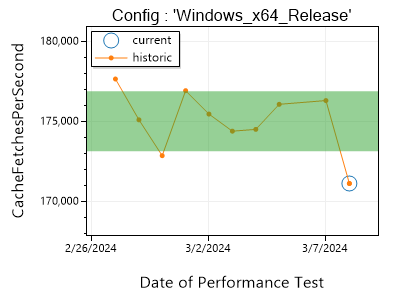 Config : 'Windows_x64_Release'
current
historic
180,000
175,000
170,000
CacheFetchesPerSecond
2/26/2024
3/2/2024
3/7/2024
Date of Performance Test